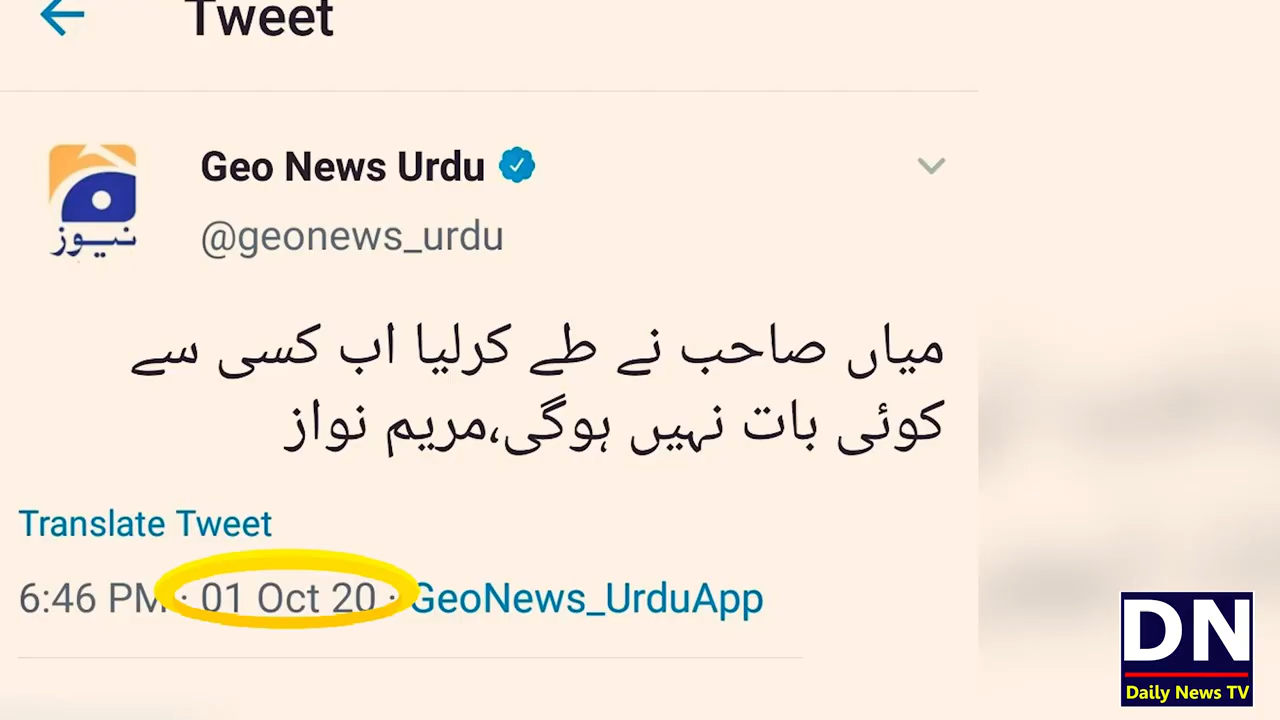 Tweet
Geo News Urdu
@geonews_urdu
نیوز
میاں صاحب نے طے کرلیا اب کسی سے
کوئی بات نہیں ہوگی،مریم نواز
Translate Tweet
6:46 PM · 01 Oct 20 · GeoNews_UrduApp
DN
Daily News TV